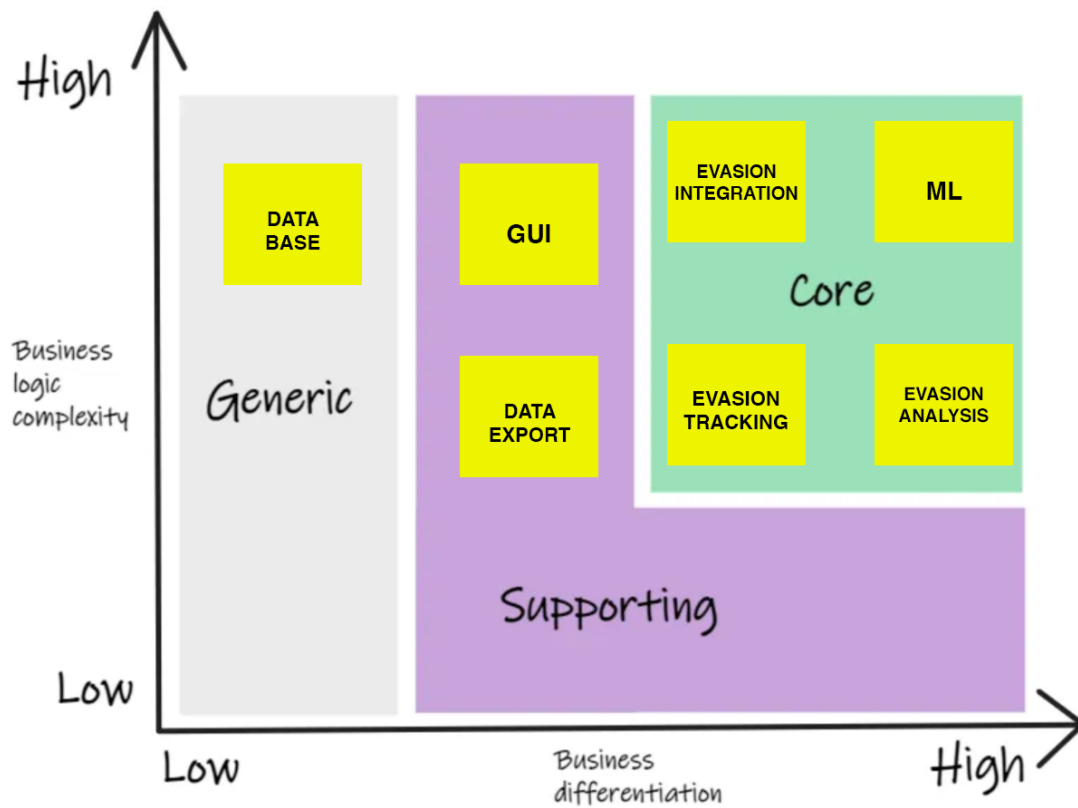 High
EVASION
INTEGRATION
ML
DATA
BASE
GUI
Core
Business
logic
complexity
Generic
DATA
EXPORT
EVASION
TRACKING
EVASION
ANALYSIS
Supporting
Low
Low
Business
differentiation
High